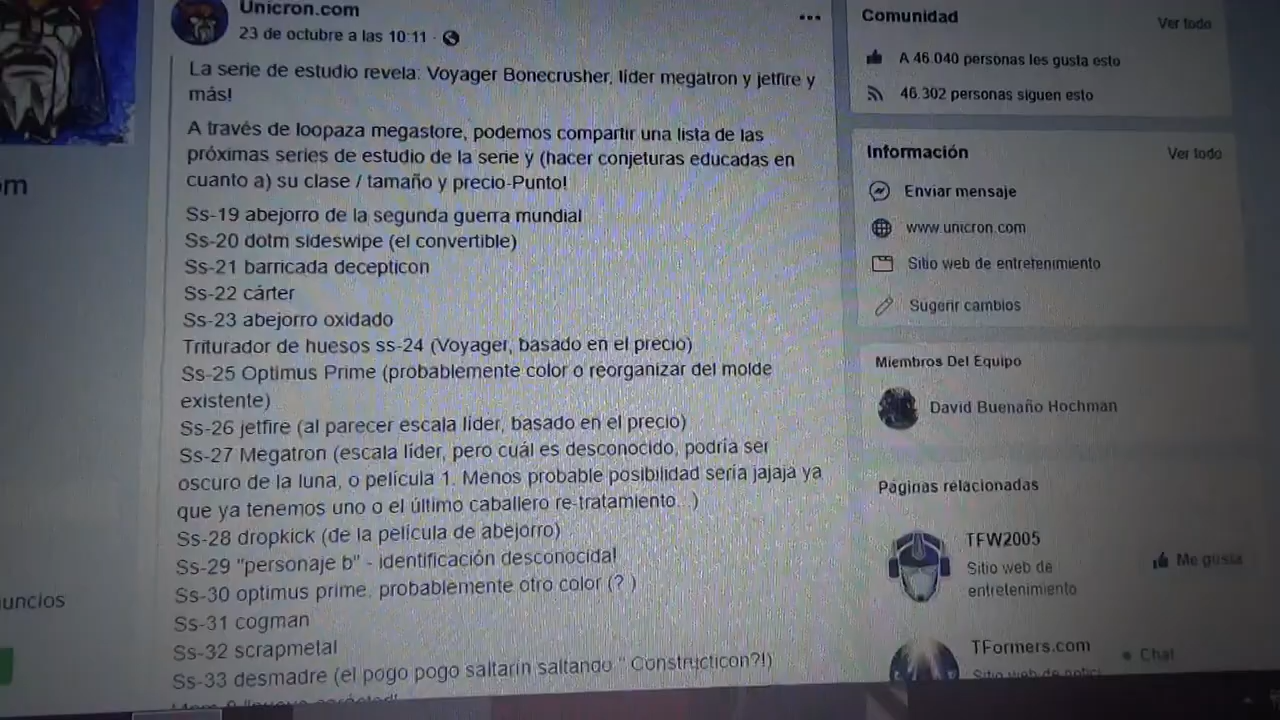 Unicron.com
23 de octubre a las 10:11 ·
La serie de estudio revela: Voyager Bonecrusher, líder megatron y jetfire y
más!
A través de loopaza megastore, podemos compartir una lista de las
próximas series de estudio de la serie y (hacer conjeturas educadas en
cuanto a) su clase / tamaño y precio-Punto!
Ss-19 abejorro de la segunda guerra mundial
Ss-20 dotm sideswipe (el convertible)
Ss-21 barricada decepticon
Ss-22 cárter
Ss-23 abejorro oxidado
Triturador de huesos ss-24 (Voyager, basado en el precio)
Ss-25 Optimus Prime (probablemente color o reorganizar del molde
existente)
Ss-26 jetfire (al parecer escala líder, basado en el precio)
Ss-27 Megatron (escala líder, pero cuál es desconocido, podría ser
oscuro de la luna, o película 1. Menos probable posibilidad sería jajaja ya
que ya tenemos uno o el último caballero re-tratamiento...)
Ss-28 dropkick (de la película de abejorro)
Ss-29 "personaje b" - identificación desconocida!
Ss-30 optimus prime, probablemente otro color (? )
Ss-31 cogman
Ss-32 scrapmetal
Ss-33 desmadre (el pogo pogo saltarín saltando " Constructicon?!)
om
nuncios
Comunidad
Ver todo
A 46.040 personas les gusta esto
46.302 personas siguen esto
Información
Ver todo
Enviar mensaje
www.unicron.com
Sitio web de entretenimiento
Sugerir cambios
Miembros Del Equipo
David Buenaño Hochman
Páginas relacionadas
TFW2005
Sitio web de
entretenimiento
Me gusta
TFormers.com
Sitio web de notici
Chat